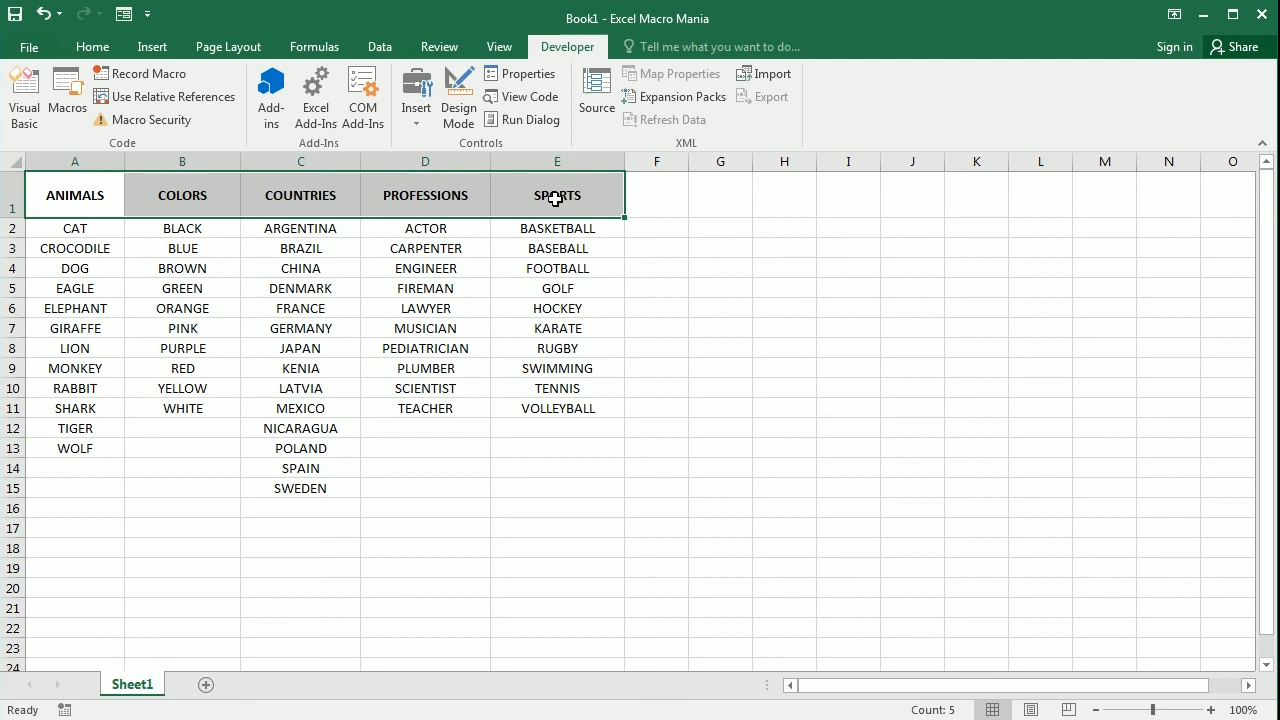 Book1 - Excel Macro Mania
File Home Insert Page Layout Formulas Data Review View Developer Tell me what you want to do... Sign in Share
Visual Basic
Macros
Record Macro
Use Relative References
Macro Security
Code
Add-ins
Excel Add-Ins
COM Add-Ins
Add-Ins
Insert
Design Mode
Properties
View Code
Run Dialog
Controls
Source
Map Properties
Expansion Packs
Refresh Data
Import
Export
XML
A B C D E F G H I J K L M N O
1 ANIMALS COLORS COUNTRIES PROFESSIONS SPORTS
2 CAT BLACK ARGENTINA ACTOR BASKETBALL
3 CROCODILE BLUE BRAZIL CARPENTER BASEBALL
4 DOG BROWN CHINA ENGINEER FOOTBALL
5 EAGLE GREEN DENMARK FIREMAN GOLF
6 ELEPHANT ORANGE FRANCE LAWYER HOCKEY
7 GIRAFFE PINK GERMANY MUSICIAN KARATE
8 LION PURPLE JAPAN PEDIATRICIAN RUGBY
9 MONKEY RED KENIA PLUMBER SWIMMING
10 RABBIT YELLOW LATVIA SCIENTIST TENNIS
11 SHARK WHITE MEXICO TEACHER VOLLEYBALL
12 TIGER NICARAGUA
13 WOLF POLAND
14 SPAIN
15 SWEDEN
16
17
18
19
20
21
22
23
24
Sheet1
Ready Count: 5 100%